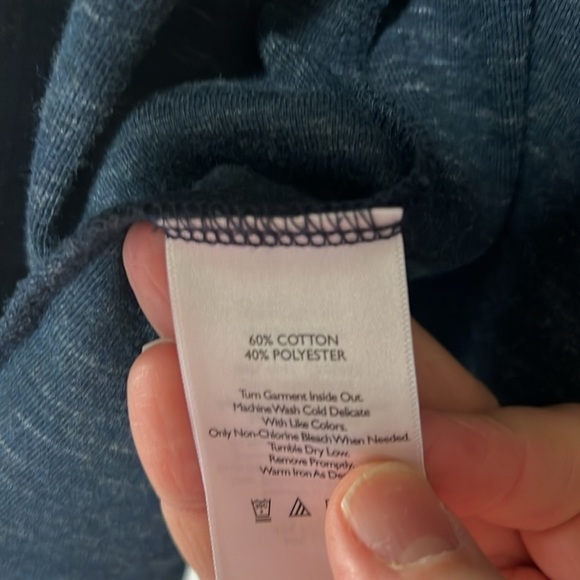 60% COTTON
40% POLYESTER
Turn Garment Inside Out.
Machine Wash Cold Delicate
With Like Colors.
Only Non-Chlorine Bleach When Needed.
Tumble Dry Low.
Remove Promptly.
Warm Iron As